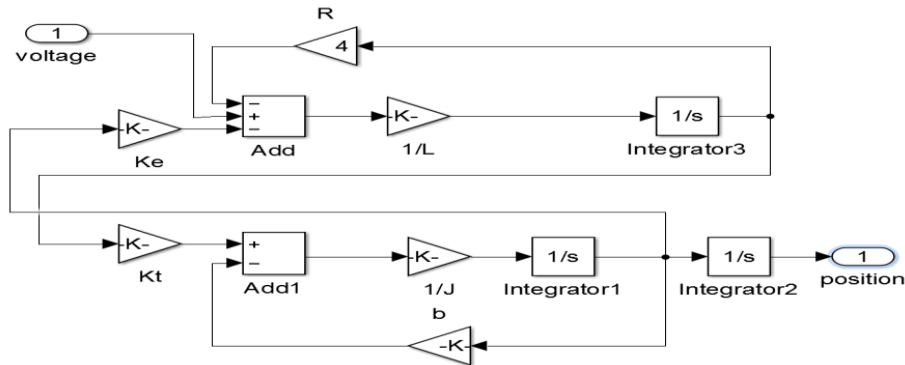 R
1
4
voltage
-K-
Ke
−
+
−
Add
-K-
1/L
1/s
Integrator3
-K-
Kt
+
−
Add1
-K-
1/J
1/s
Integrator1
1/s
Integrator2
1
position
b
-K-